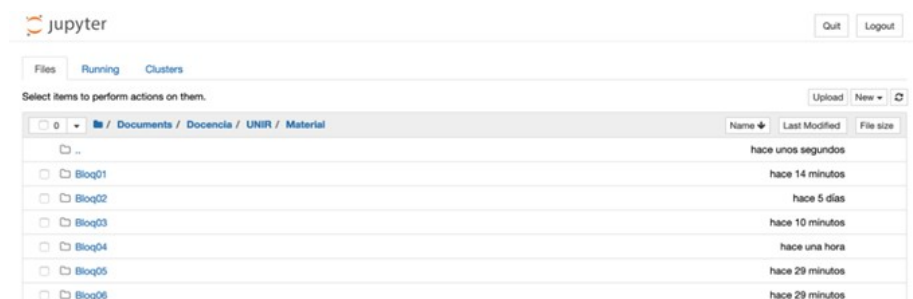 jupyter Quit Logout
Files Running Clusters
Select items to perform actions on them. Upload New
0 / Documents / Docencia / UNIR / Material Name Last Modified File size
.. hace unos segundos
Bloq01 hace 14 minutos
Bloq02 hace 5 días
Bloq03 hace 10 minutos
Bloq04 hace una hora
Bloq05 hace 29 minutos
Bloq06 hace 29 minutos